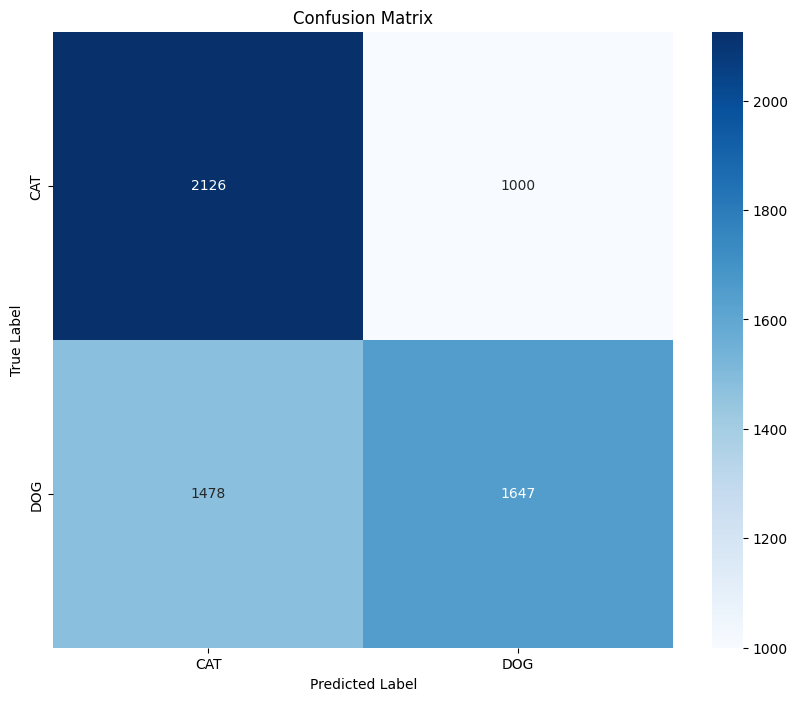 Confusion Matrix
True Label
CAT
2126
1000
DOG
1478
1647
CAT
DOG
Predicted Label
2000
1800
1600
1400
1200
1000